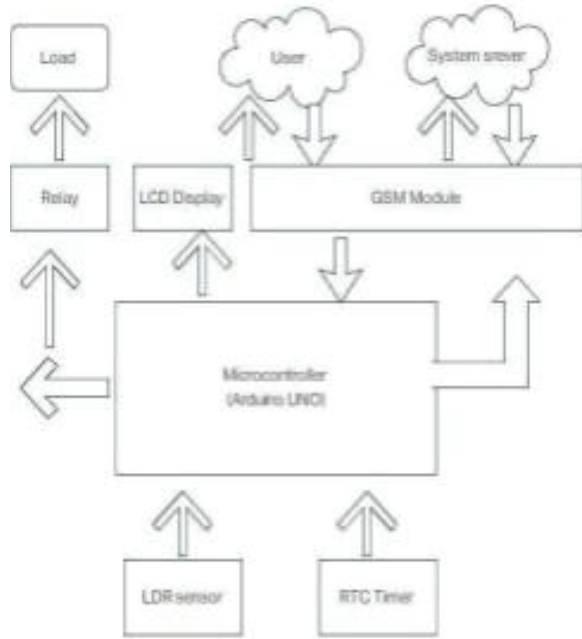 Load
User
System srever
Relay
LCD Display
GSM Module
Microcontroller
(Arduino UNO)
LDR sensor
RTC Timer